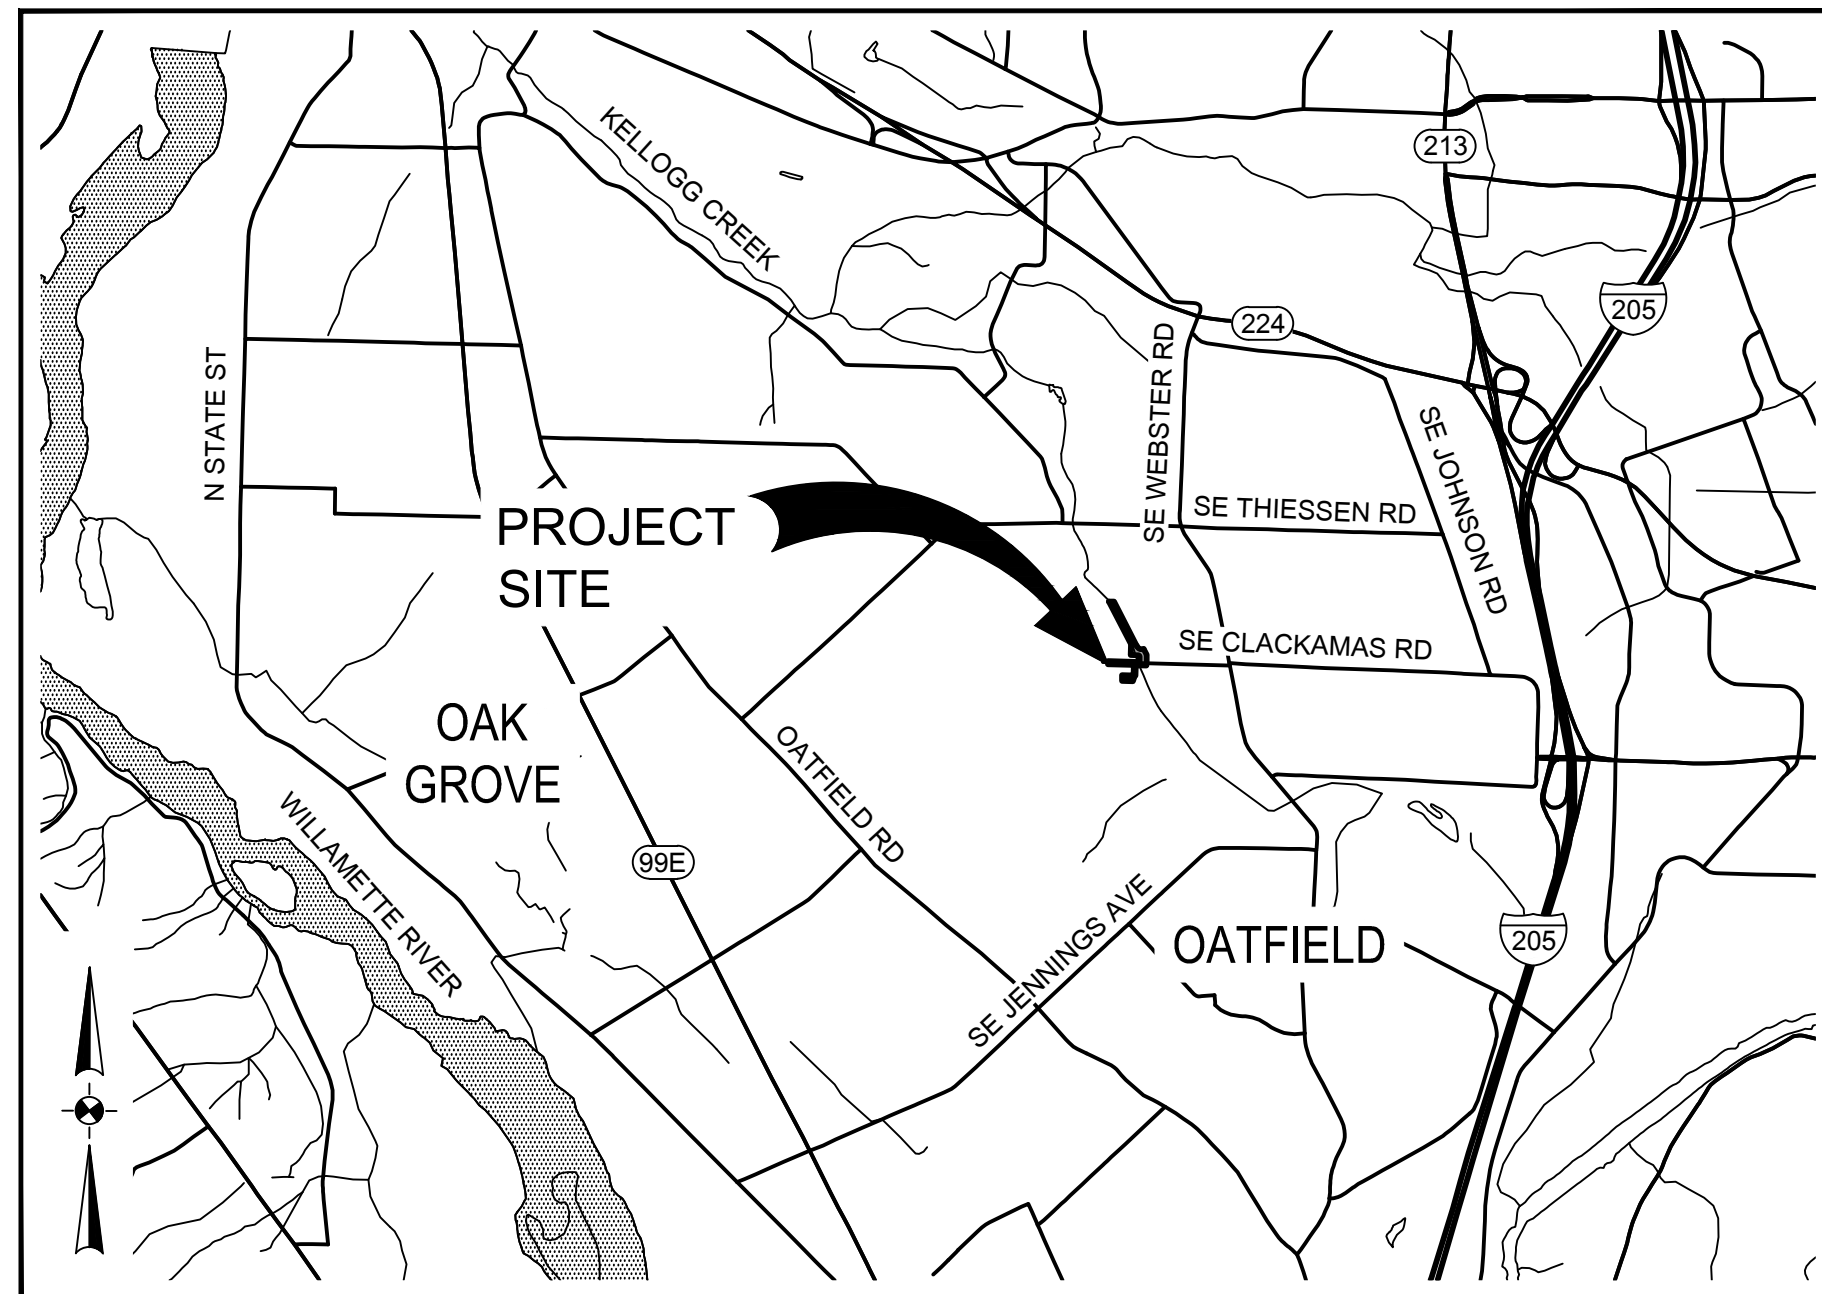 KELLOGG CREEK
213
205
224
N STATE ST
SE WEBSTER RD
SE JOHNSON RD
SE THIESSEN RD
PROJECT
SITE
SE CLACKAMAS RD
OAK
GROVE
OATFIELD RD
WILLAMETTE RIVER
99E
SE JENNINGS AVE
OATFIELD
205